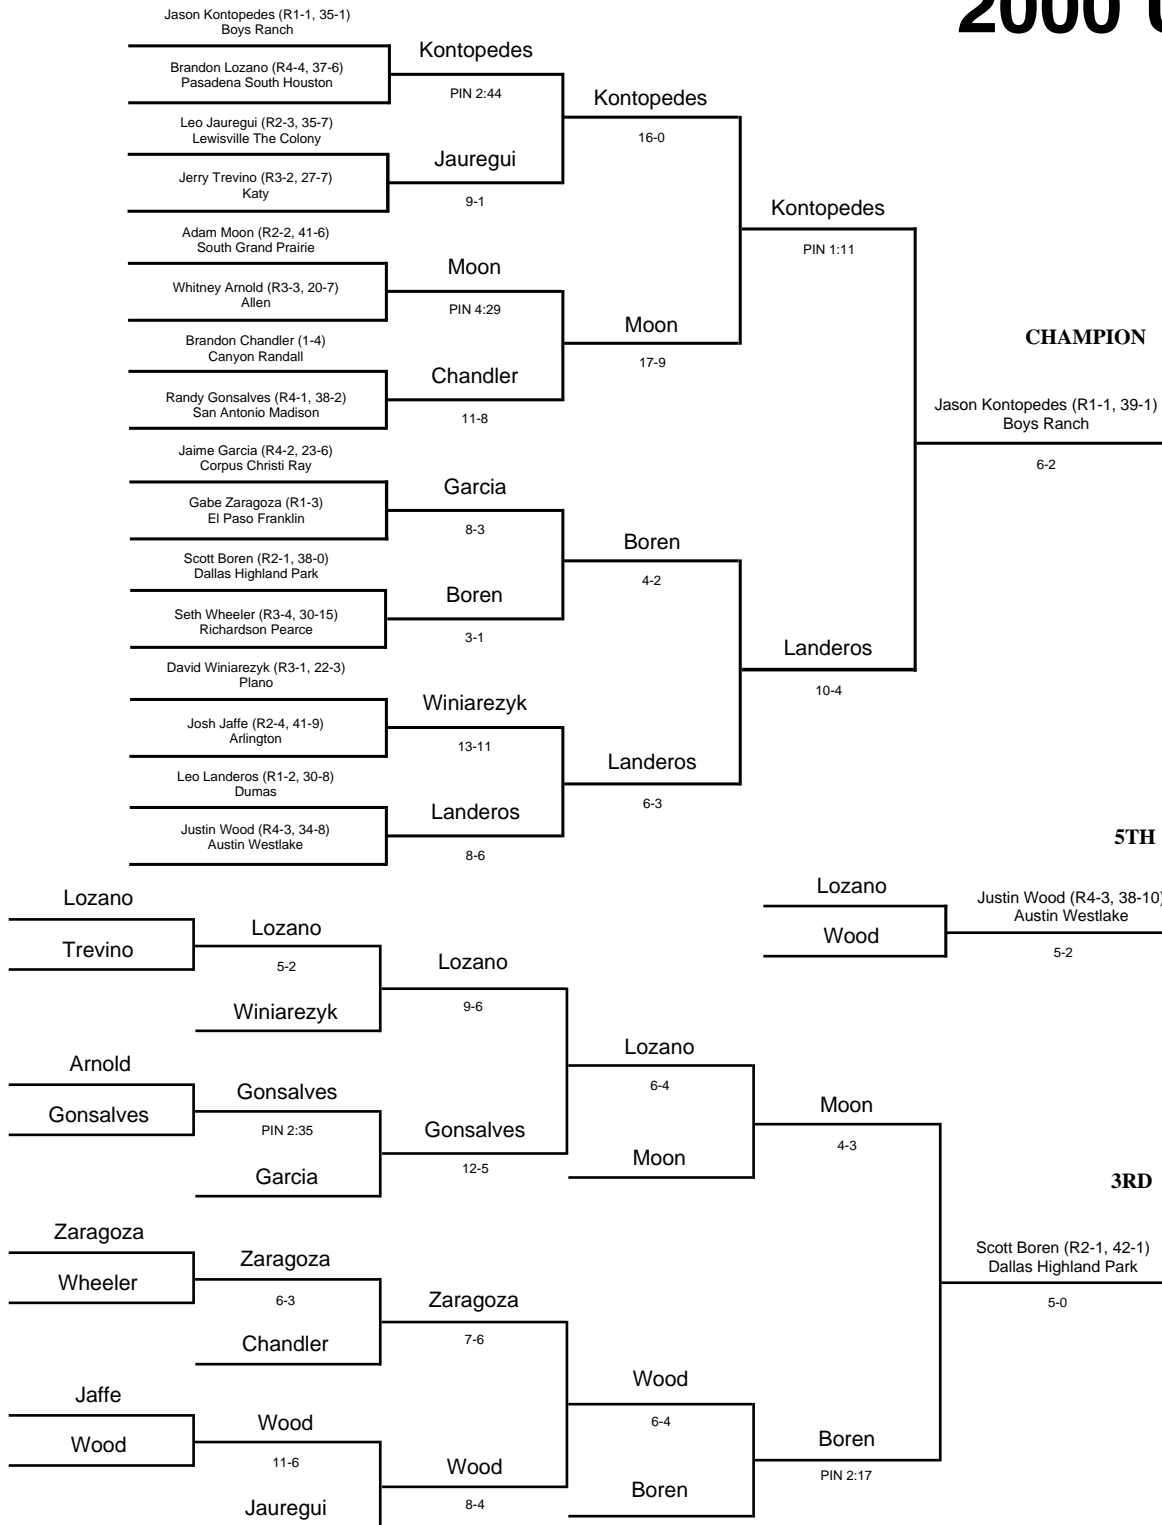 2000 U
Jason Kontopedes (R1-1, 35-1)
Boys Ranch
Kontopedes
Brandon Lozano (R4-4, 37-6)
Pasadena South Houston
PIN 2:44
Kontopedes
16-0
Leo Jauregui (R2-3, 35-7)
Lewisville The Colony
Jauregui
Jerry Trevino (R3-2, 27-7)
Katy
9-1
Kontopedes
PIN 1:11
Adam Moon (R2-2, 41-6)
South Grand Prairie
Moon
Whitney Arnold (R3-3, 20-7)
Allen
PIN 4:29
Moon
17-9
Brandon Chandler (1-4)
Canyon Randall
Chandler
Randy Gonsalves (R4-1, 38-2)
San Antonio Madison
11-8
CHAMPION
Jason Kontopedes (R1-1, 39-1)
Boys Ranch
6-2
Jaime Garcia (R4-2, 23-6)
Corpus Christi Ray
Garcia
Gabe Zaragoza (R1-3)
El Paso Franklin
8-3
Boren
4-2
Scott Boren (R2-1, 38-0)
Dallas Highland Park
Boren
Seth Wheeler (R3-4, 30-15)
Richardson Pearce
3-1
Landeros
10-4
David Winiarezyk (R3-1, 22-3)
Plano
Winiarezyk
Josh Jaffe (R2-4, 41-9)
Arlington
13-11
Landeros
6-3
Leo Landeros (R1-2, 30-8)
Dumas
Landeros
Justin Wood (R4-3, 34-8)
Austin Westlake
8-6
5TH
Lozano
Wood
Justin Wood (R4-3, 38-10)
Austin Westlake
5-2
Lozano
Trevino
Lozano
5-2
Winiarezyk
Lozano
9-6
Arnold
Gonsalves
Gonsalves
PIN 2:35
Garcia
Gonsalves
12-5
Lozano
6-4
Moon
Moon
4-3
3RD
Scott Boren (R2-1, 42-1)
Dallas Highland Park
5-0
Zaragoza
Wheeler
Zaragoza
6-3
Chandler
Zaragoza
7-6
Jaffe
Wood
Wood
11-6
Jauregui
Wood
8-4
Wood
6-4
Boren
Boren
PIN 2:17